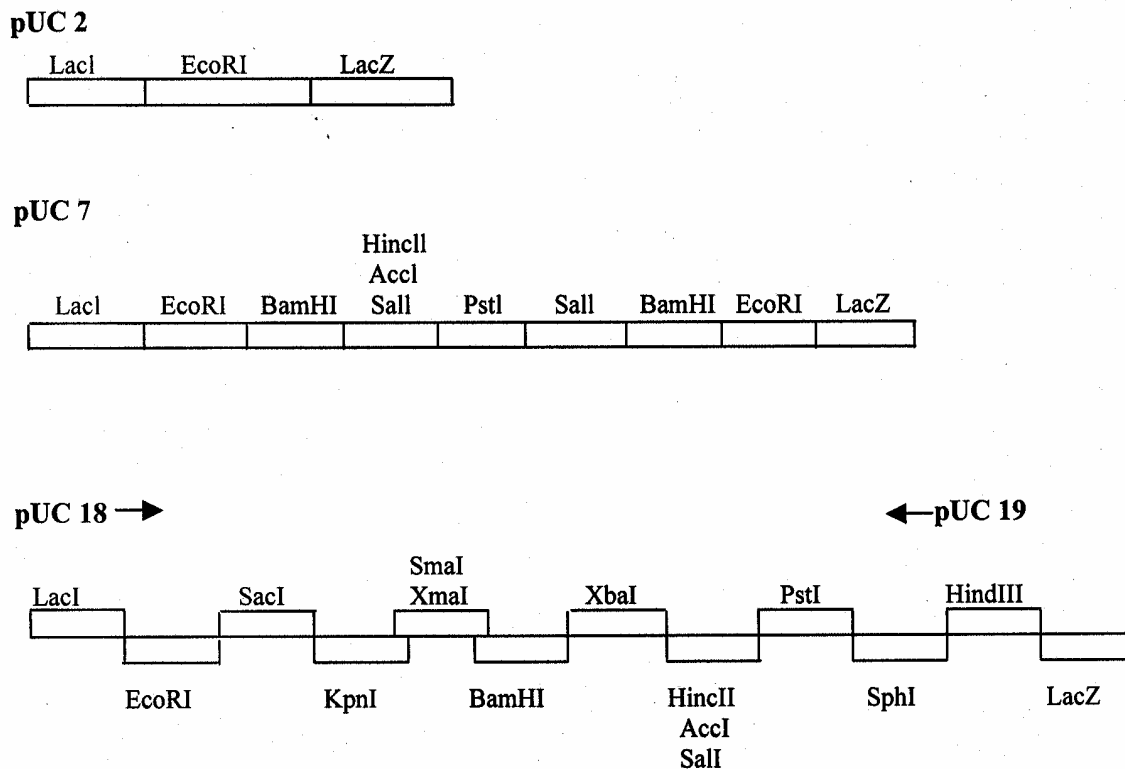 pUC 2
LacI EcoRI LacZ
pUC 7
HincII
AccI
LacI EcoRI BamHI SalI PstI SalI BamHI EcoRI LacZ
pUC 18 pUC 19
SmaI
LacI SacI XmaI XbaI PstI HindIII
EcoRI KpnI BamHI HincII SphI LacZ
AccI
SalI